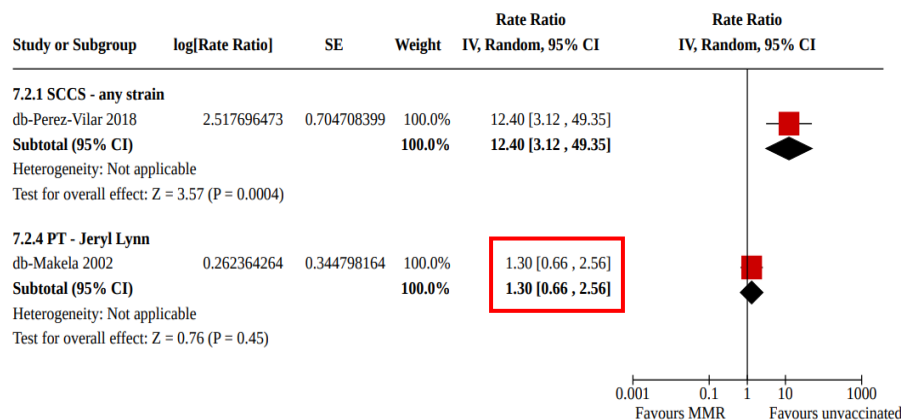 Rate Ratio Rate Ratio
Study or Subgroup log[Rate Ratio] SE Weight IV, Random, 95% CI IV, Random, 95% CI
7.2.1 SCCS - any strain
db-Perez-Vilar 2018 2.517696473 0.704708399 100.0% 12.40 [3.12 , 49.35]
Subtotal (95% CI) 100.0% 12.40 [3.12 , 49.35]
Heterogeneity: Not applicable
Test for overall effect: Z = 3.57 (P = 0.0004)
7.2.4 PT - Jeryl Lynn
db-Makela 2002 0.262364264 0.344798164 100.0% 1.30 [0.66 , 2.56]
Subtotal (95% CI) 100.0% 1.30 [0.66 , 2.56]
Heterogeneity: Not applicable
Test for overall effect: Z = 0.76 (P = 0.45)
0.001 0.1 1 10 1000
Favours MMR Favours unvaccinated